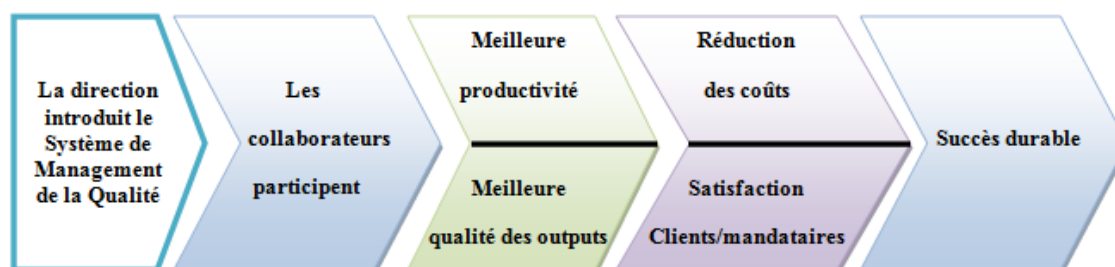 La direction
introduit le
Système de
Management
de la Qualité
Les
collaborateurs
participent
Meilleure
productivité
Meilleure
qualité des outputs
Réduction
des coûts
Satisfaction
Clients/mandataires
Succès durable